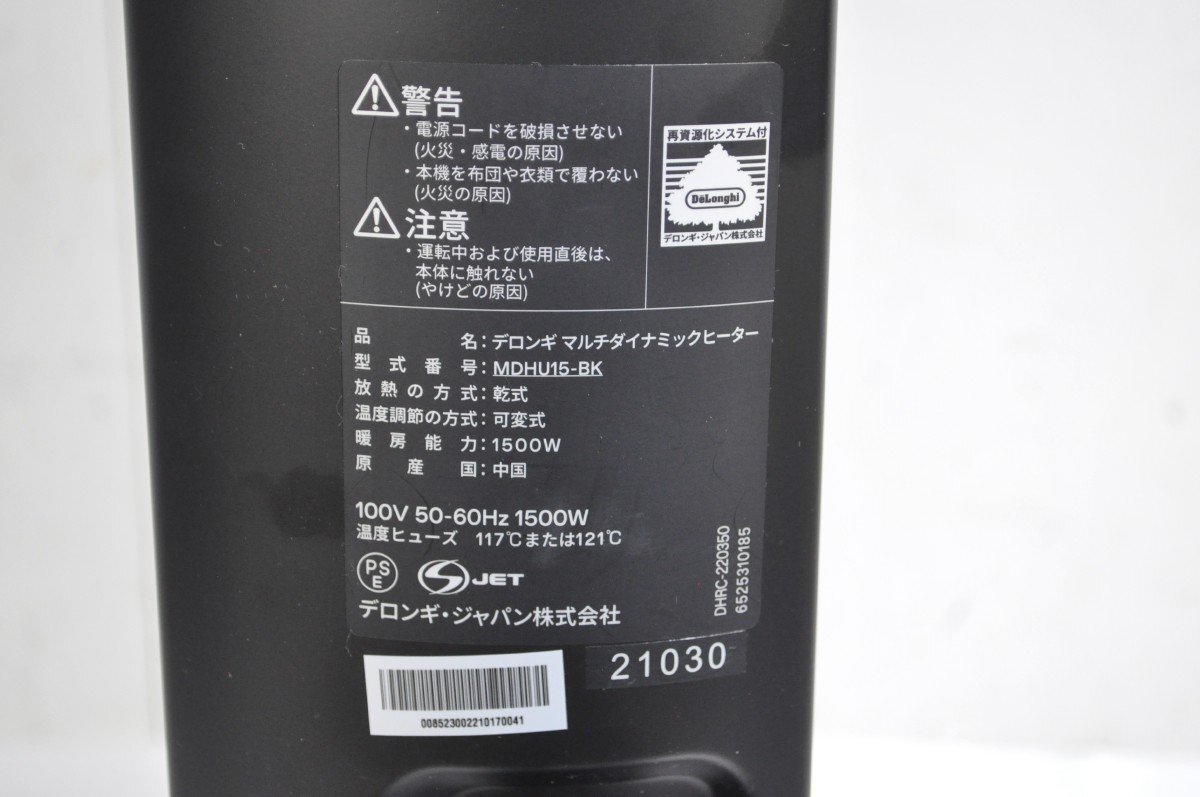 警告
・電源コードを破損させない
(火災・感電の原因)
・本機を布団や衣類で覆わない
(火災の原因)
注意
・運転中および使用直後は、
本体に触れない
(やけどの原因)
再資源化システム付
DeLonghi
デロンギ・ジャパン株式会社
品名：デロンギ マルチダイナミックヒーター
型式番号：MDHU15-BK
放熱の方式：乾式
温度調節の方式：可変式
暖房能力：1500W
原産国：中国
100V 50-60Hz 1500W
温度ヒューズ 117℃または121℃
PSE
JET
デロンギ・ジャパン株式会社
DHRC-220350
6525310185
21030
008523002210170041